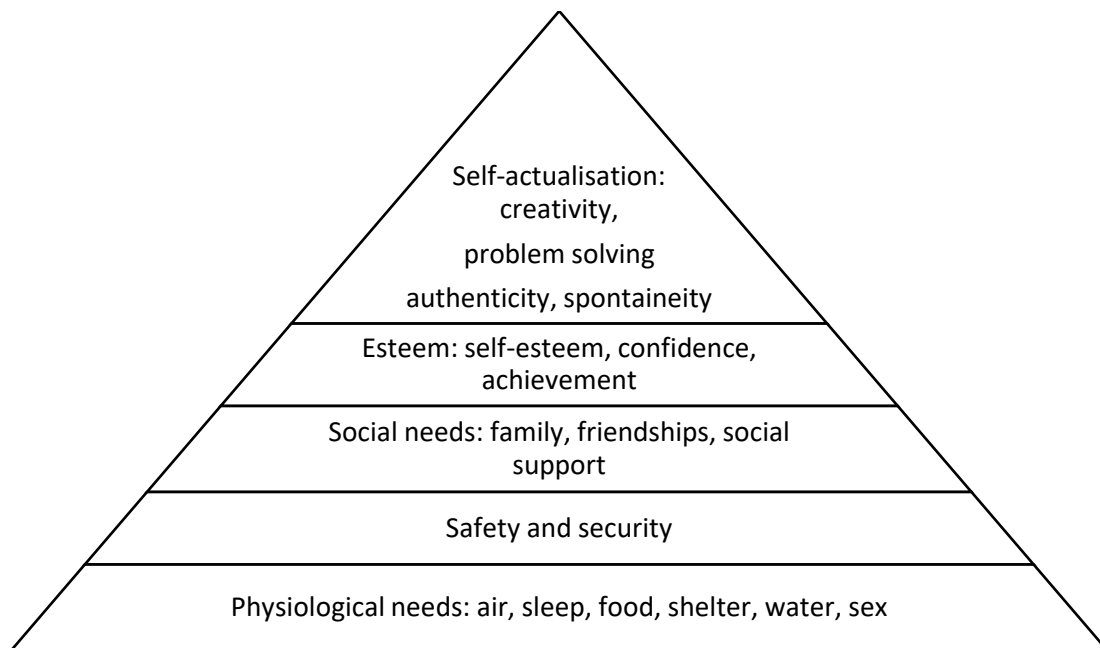 Self-actualisation:
creativity,
problem solving
authenticity, spontaineity
Esteem: self-esteem, confidence,
achievement
Social needs: family, friendships, social
support
Safety and security
Physiological needs: air, sleep, food, shelter, water, sex